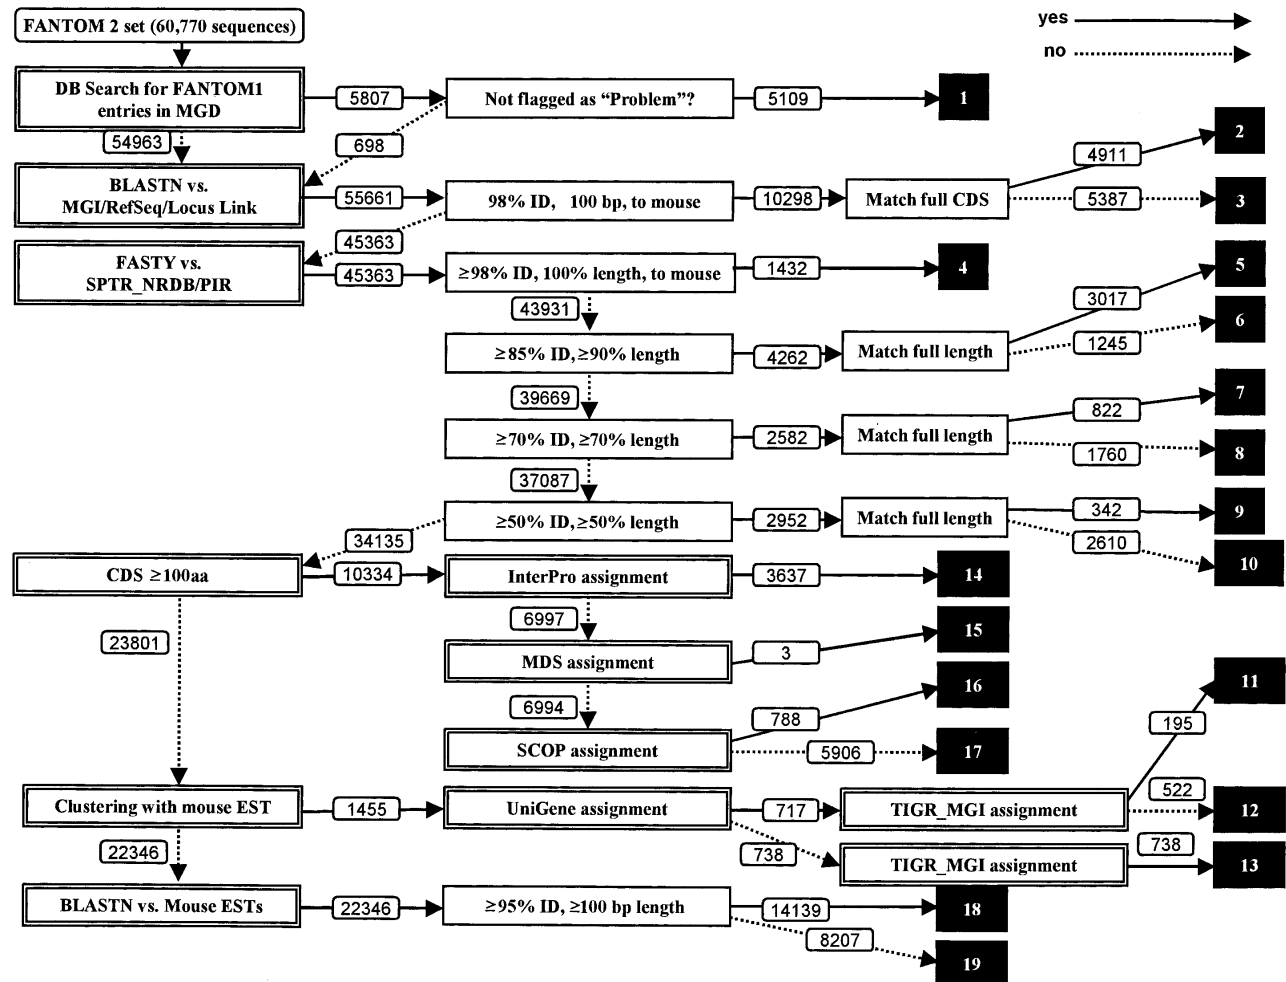 FANTOM 2 set (60,770 sequences)
yes
no
DB Search for FANTOM1
entries in MGD
5807
Not flagged as “Problem”?
5109
1
54963
698
2
4911
BLASTN vs.
MGI/RefSeq/Locus Link
55661
98% ID, 100 bp, to mouse
10298
Match full CDS
5387
3
45363
FASTY vs.
SPTR_NRDB/PIR
45363
≥98% ID, 100% length, to mouse
1432
4
5
3017
43931
6
1245
≥85% ID, ≥90% length
4262
Match full length
39669
7
822
≥70% ID, ≥70% length
2582
Match full length
1760
8
37087
≥50% ID, ≥50% length
2952
Match full length
342
9
34135
2610
10
CDS ≥100aa
10334
InterPro assignment
3637
14
6997
15
23801
MDS assignment
3
16
11
6994
788
195
SCOP assignment
5906
17
522
Clustering with mouse EST
1455
UniGene assignment
717
TIGR_MGI assignment
12
22346
738
738
TIGR_MGI assignment
13
BLASTN vs. Mouse ESTs
22346
≥95% ID, ≥100 bp length
14139
18
8207
19